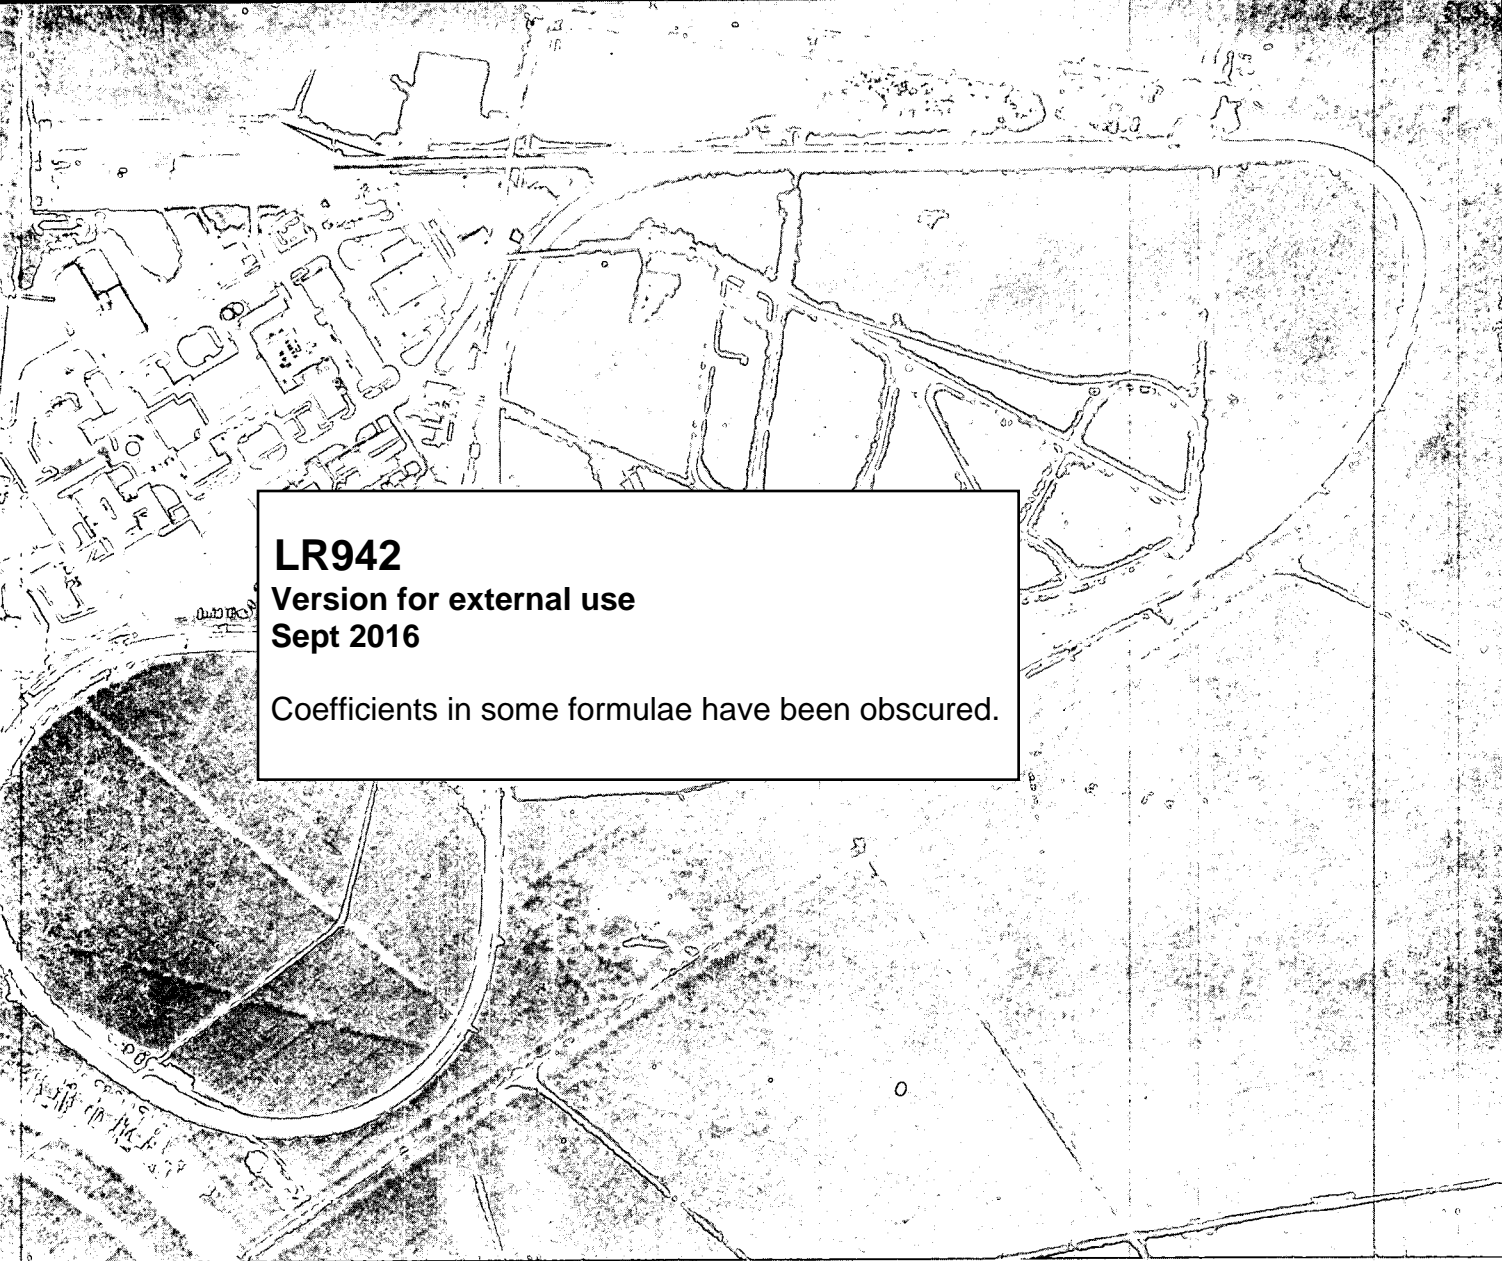 LR942
Version for external use
Sept 2016
Coefficients in some formulae have been obscured.